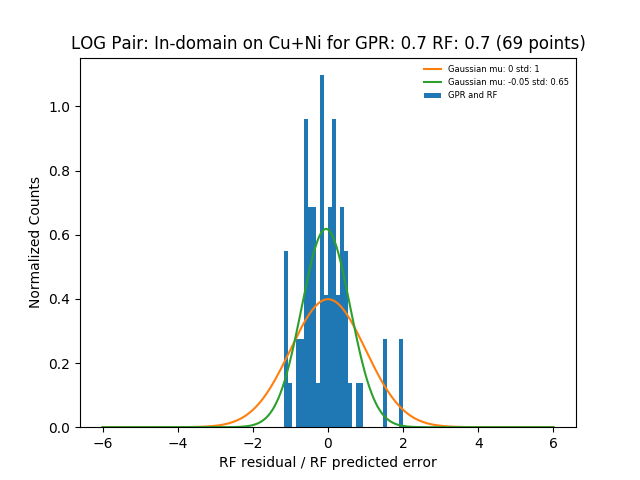 LOG Pair: In-domain on Cu+Ni for GPR: 0.7 RF: 0.7 (69 points)
Gaussian mu: 0 std: 1
Gaussian mu: -0.05 std: 0.65
GPR and RF
Normalized Counts
1.0
0.8
0.6
0.4
0.2
0.0
−6 −4 −2 0 2 4 6
RF residual / RF predicted error